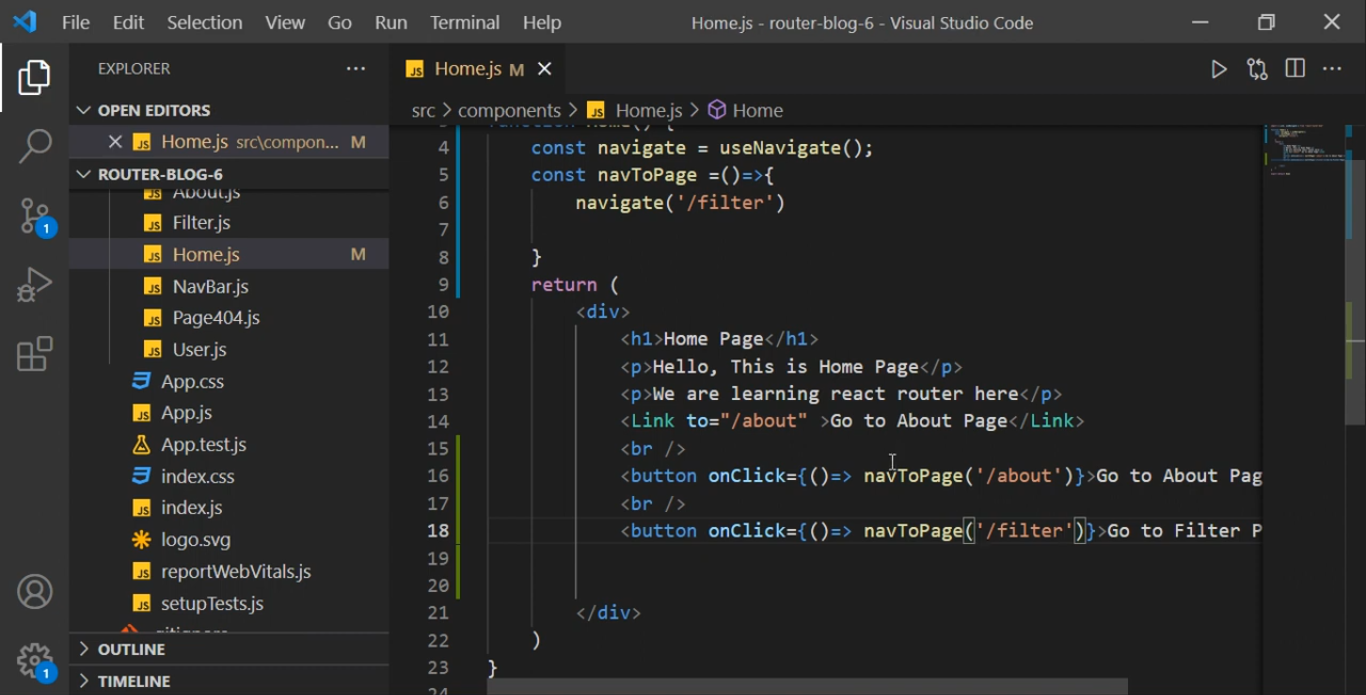 File Edit Selection View Go Run Terminal Help Home.js - router-blog-6 - Visual Studio Code
EXPLORER ...
OPEN EDITORS
Home.js src\compon... M
ROUTER-BLOG-6
About.js
Filter.js
Home.js M
NavBar.js
Page404.js
User.js
App.css
App.js
App.test.js
index.css
index.js
logo.svg
reportWebVitals.js
setupTests.js
OUTLINE
TIMELINE
1
1
JS Home.js M
src > components > JS Home.js > Home
4 const navigate = useNavigate();
5 const navToPage =()=>{
6 navigate('/filter')
7
8 }
9 return (
10 <div>
11 <h1>Home Page</h1>
12 <p>Hello, This is Home Page</p>
13 <p>We are learning react router here</p>
14 <Link to="/about" >Go to About Page</Link>
15 <br />
16 <button onClick={()=> navToPage('/about')}>Go to About Pag
17 <br />
18 <button onClick={()=> navToPage('/filter')}>Go to Filter P
19
20
21 </div>
22 )
23 }
24